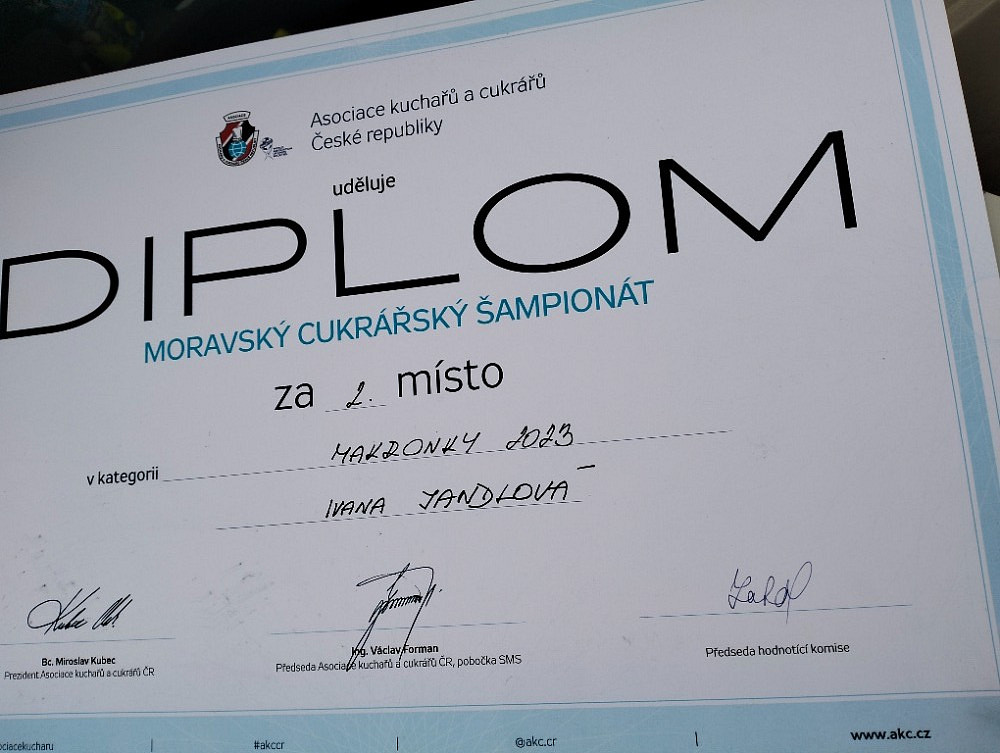 Asociace kuchařů a cukrářů
České republiky
uděluje
DIPLOM
MORAVSKÝ CUKRÁŘSKÝ ŠAMPIONÁT
za 2. místo
v kategorii MAKRONKY 2023
IVANA JANDLOVÁ
Bc. Miroslav Kubec
Prezident Asociace kuchařů a cukrářů ČR
Ing. Václav Forman
Předseda Asociace kuchařů a cukrářů ČR, pobočka SMS
Předseda hodnotící komise
ociacekucharu | #akccr | @akc.cr | www.akc.cz